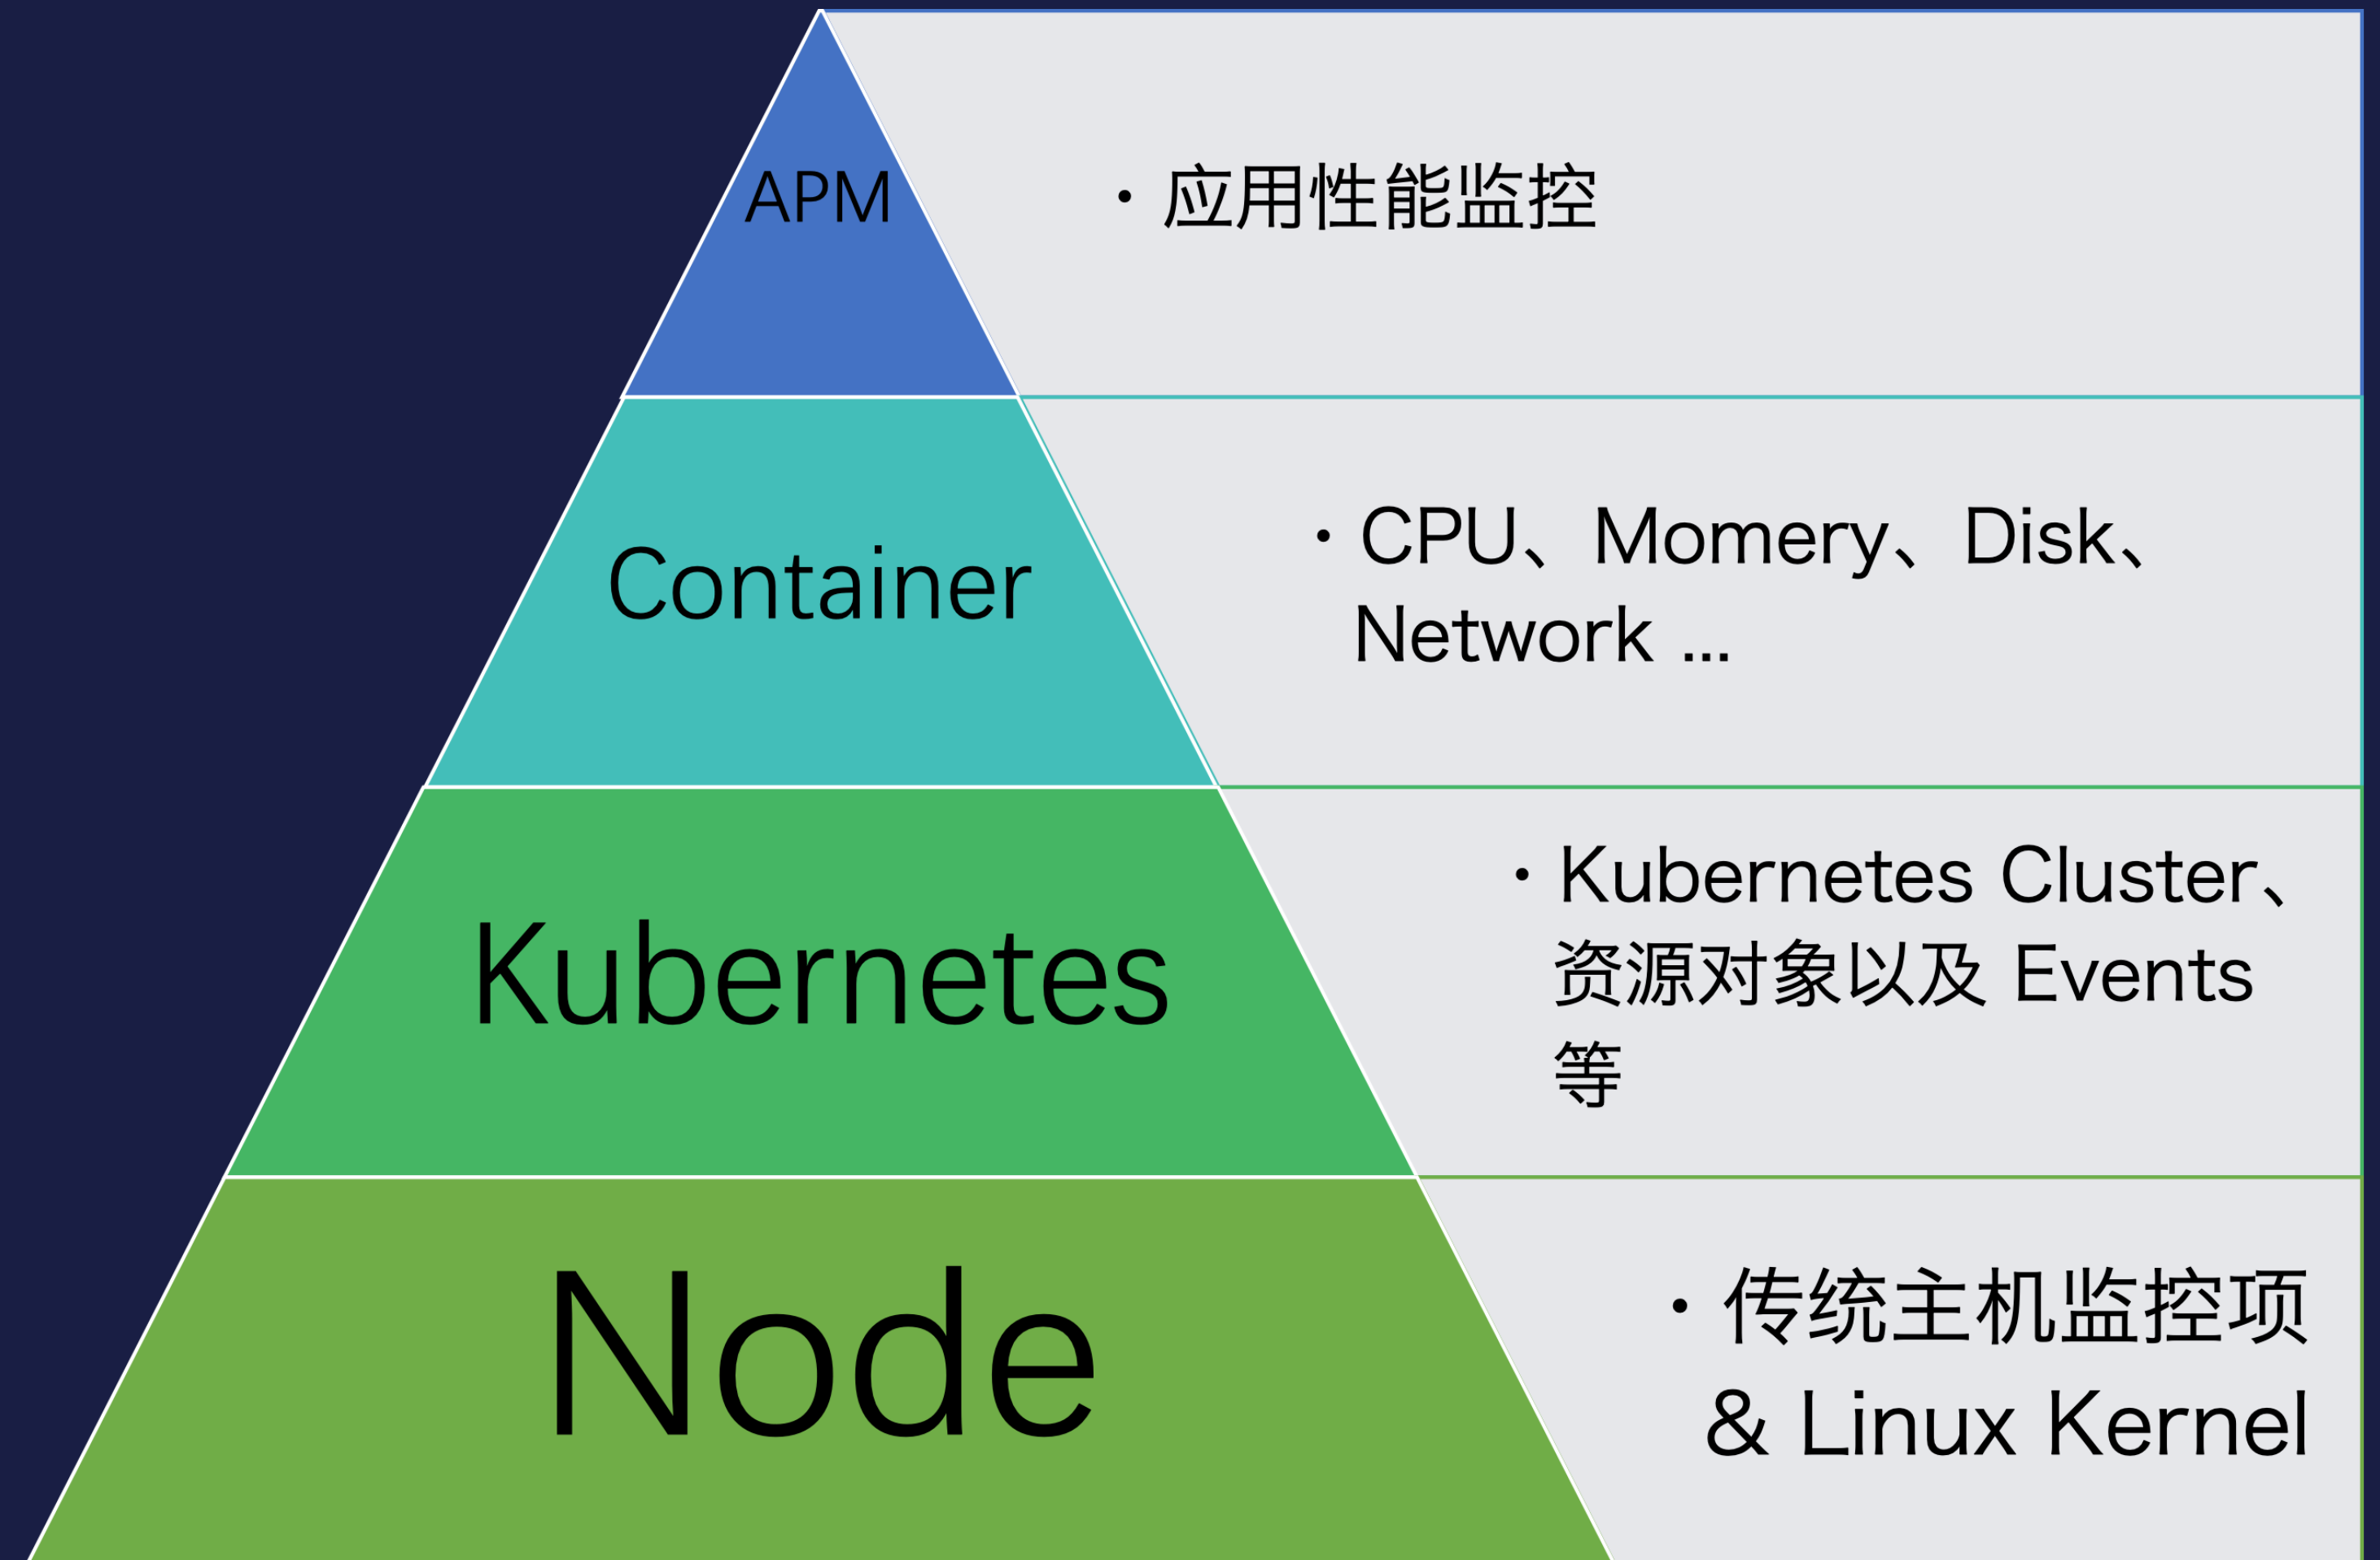 APM
• 应用性能监控
Container
• CPU、Momery、Disk、
Network ...
Kubernetes
• Kubernetes Cluster、
资源对象以及 Events
等
Node
• 传统主机监控项
& Linux Kernel